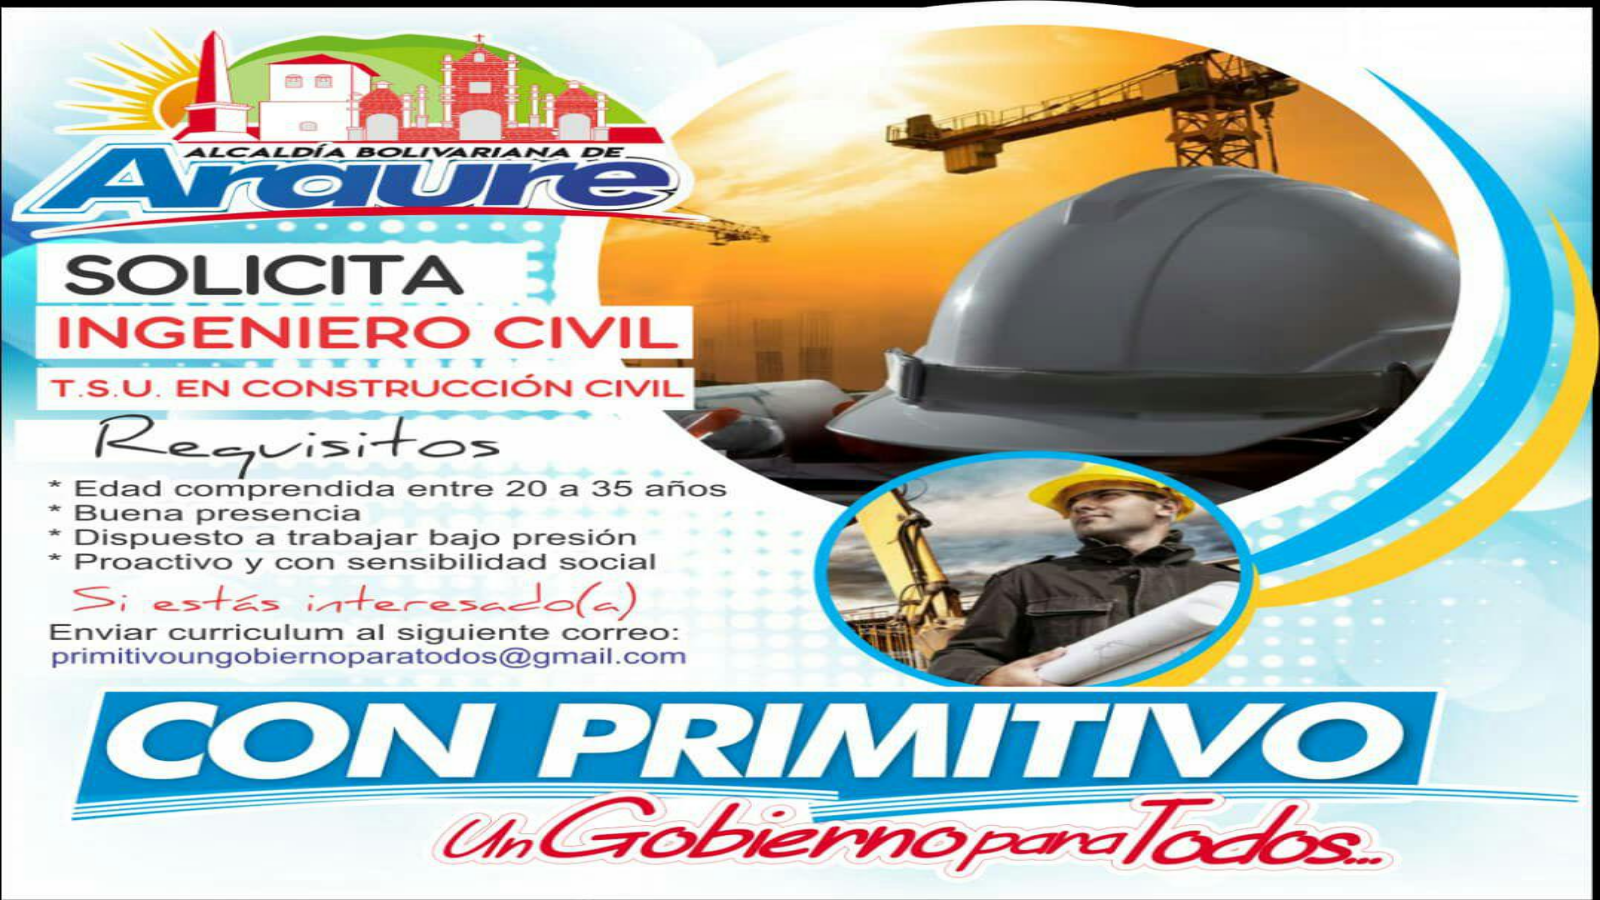 ALCALDÍA BOLIVARIANA DE
Araure
SOLICITA
INGENIERO CIVIL
T.S.U. EN CONSTRUCCIÓN CIVIL
Requisitos
* Edad comprendida entre 20 a 35 años
* Buena presencia
* Dispuesto a trabajar bajo presión
* Proactivo y con sensibilidad social
Si estás interesado(a)
Enviar curriculum al siguiente correo:
primitivoungobiernoparatodos@gmail.com
CON PRIMITIVO
Un Gobierno para Todos...